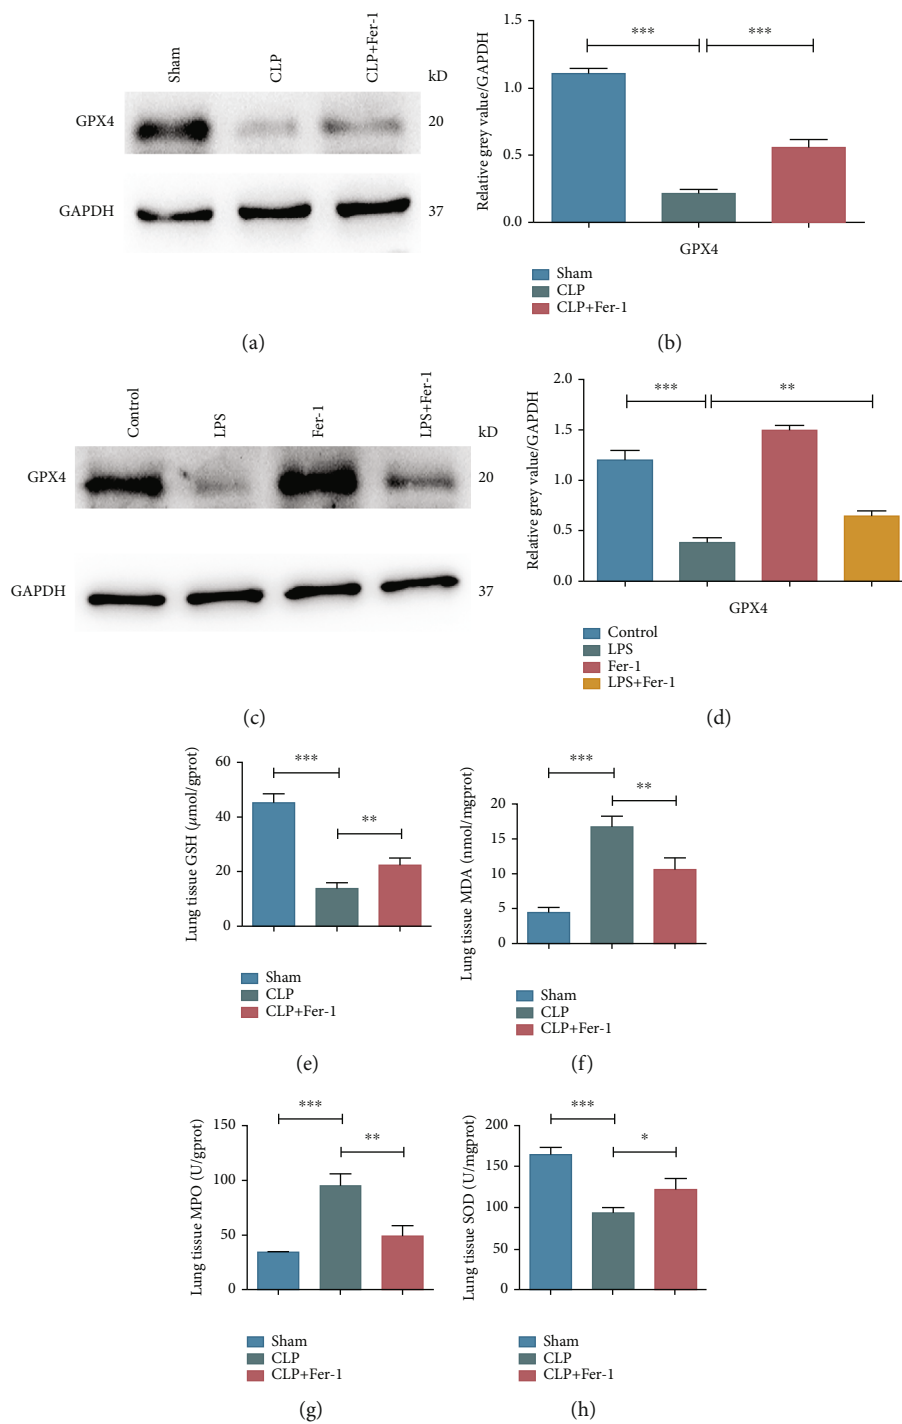 Sham
CLP
CLP+Fer-1
kD
GPX4
20
GAPDH
37
(a)
Relative grey value/GAPDH
1.5
1.0
0.5
0.0
***
***
GPX4
Sham
CLP
CLP+Fer-1
(b)
Control
LPS
Fer-1
LPS+Fer-1
kD
GPX4
20
GAPDH
37
(c)
Relative grey value/GAPDH
2.0
1.5
1.0
0.5
0.0
***
**
GPX4
Control
LPS
Fer-1
LPS+Fer-1
(d)
Lung tissue GSH (μmol/gprot)
60
40
20
0
***
**
Sham
CLP
CLP+Fer-1
(e)
Lung tissue MDA (nmol/mgprot)
20
15
10
5
0
***
**
Sham
CLP
CLP+Fer-1
(f)
Lung tissue MPO (U/gprot)
150
100
50
0
***
**
Sham
CLP
CLP+Fer-1
(g)
Lung tissue SOD (U/mgprot)
200
150
100
50
0
***
*
Sham
CLP
CLP+Fer-1
(h)